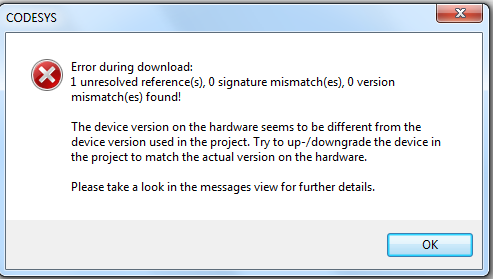 CODESYS
Error during download:
1 unresolved reference(s), 0 signature mismatch(es), 0 version
mismatch(es) found!
The device version on the hardware seems to be different from the
device version used in the project. Try to up-/downgrade the device in
the project to match the actual version on the hardware.
Please take a look in the messages view for further details.
OK